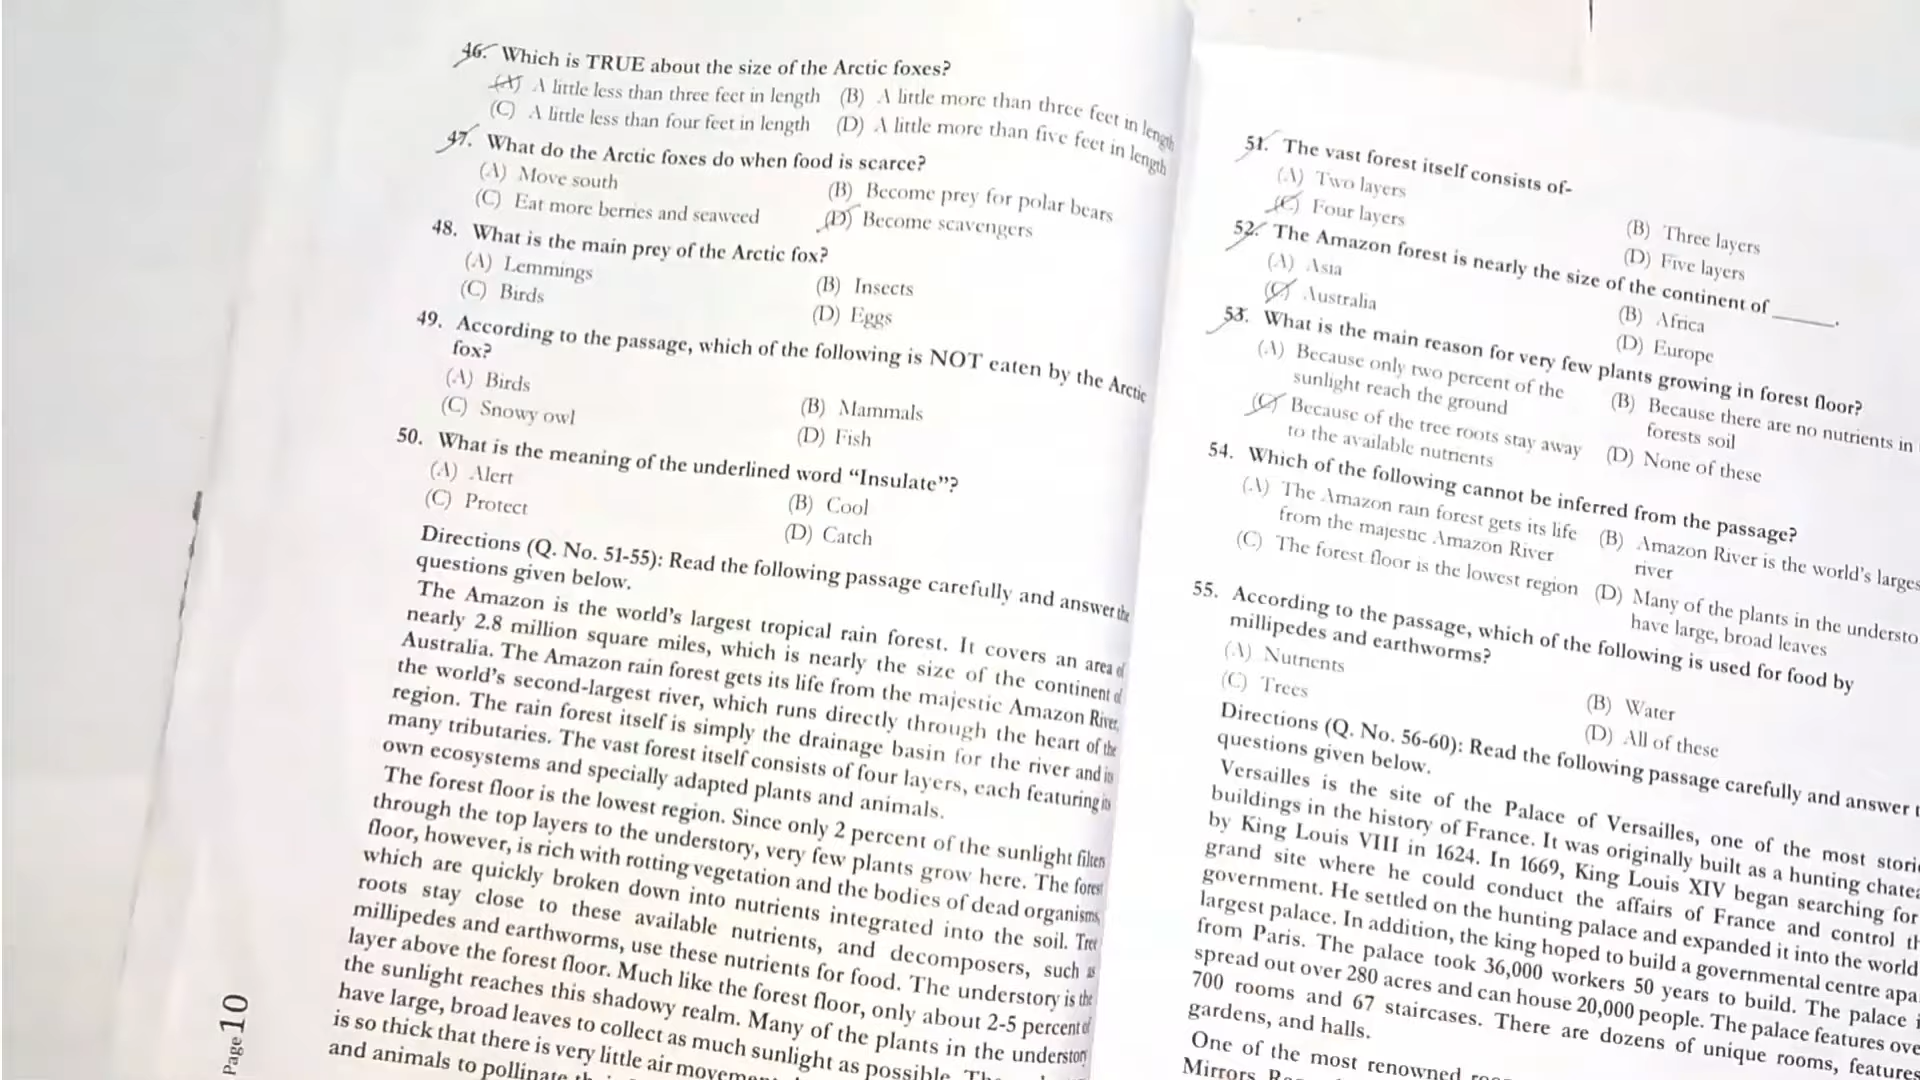 46. Which is TRUE about the size of the Arctic foxes?
(A) A little less than three feet in length (B) A little more than three feet in length
(C) A little less than four feet in length (D) A little more than five feet in length
47. What do the Arctic foxes do when food is scarce?
(A) Move south (B) Become prey for polar bears
(C) Eat more berries and seaweed (D) Become scavengers
48. What is the main prey of the Arctic fox?
(A) Lemmings (B) Insects
(C) Birds (D) Eggs
49. According to the passage, which of the following is NOT eaten by the Arctic
fox?
(A) Birds (B) Mammals
(C) Snowy owl (D) Fish
50. What is the meaning of the underlined word “Insulate”?
(A) Alert (B) Cool
(C) Protect (D) Catch
Directions (Q. No. 51-55): Read the following passage carefully and answer the
questions given below.
The Amazon is the world’s largest tropical rain forest. It covers an area of
nearly 2.8 million square miles, which is nearly the size of the continent of
Australia. The Amazon rain forest gets its life from the majestic Amazon River,
the world’s second-largest river, which runs directly through the heart of the
region. The rain forest itself is simply the drainage basin for the river and its
many tributaries. The vast forest itself consists of four layers, each featuring its
own ecosystems and specially adapted plants and animals.
The forest floor is the lowest region. Since only 2 percent of the sunlight filters
through the top layers to the understory, very few plants grow here. The forest
floor, however, is rich with rotting vegetation and the bodies of dead organisms,
which are quickly broken down into nutrients integrated into the soil. Tree
roots stay close to these available nutrients, and decomposers, such as
millipedes and earthworms, use these nutrients for food. The understory is the
layer above the forest floor. Much like the forest floor, only about 2-5 percent of
the sunlight reaches this shadowy realm. Many of the plants in the understory
have large, broad leaves to collect as much sunlight as possible.
is so thick that there is very little air
and animals to
Page 10
51. The vast forest itself consists of-
(A) Two layers (B) Three layers
(C) Four layers (D) Five layers
52. The Amazon forest is nearly the size of the continent of ______.
(A) Asia (B) Africa
(C) Australia (D) Europe
53. What is the main reason for very few plants growing in forest floor?
(A) Because only two percent of the (B) Because there are no nutrients in
sunlight reach the ground forests soil
(C) Because of the tree roots stay away (D) None of these
to the available nutrients
54. Which of the following cannot be inferred from the passage?
(A) The Amazon rain forest gets its life (B) Amazon River is the world’s larges
from the majestic Amazon River river
(C) The forest floor is the lowest region (D) Many of the plants in the understo
have large, broad leaves
55. According to the passage, which of the following is used for food by
millipedes and earthworms?
(A) Nutrients (B) Water
(C) Trees (D) All of these
Directions (Q. No. 56-60): Read the following passage carefully and answer
questions given below.
Versailles is the site of the Palace of Versailles, one of the most stori
buildings in the history of France. It was originally built as a hunting chatea
by King Louis VIII in 1624. In 1669, King Louis XIV began searching for
grand site where he could conduct the affairs of France and control th
government. He settled on the hunting palace and expanded it into the world
largest palace. In addition, the king hoped to build a governmental centre apa
from Paris. The palace took 36,000 workers 50 years to build. The palace i
spread out over 280 acres and can house 20,000 people. The palace features ove
700 rooms and 67 staircases. There are dozens of unique rooms, features
gardens, and halls.
One of the most renowned
Mirrors